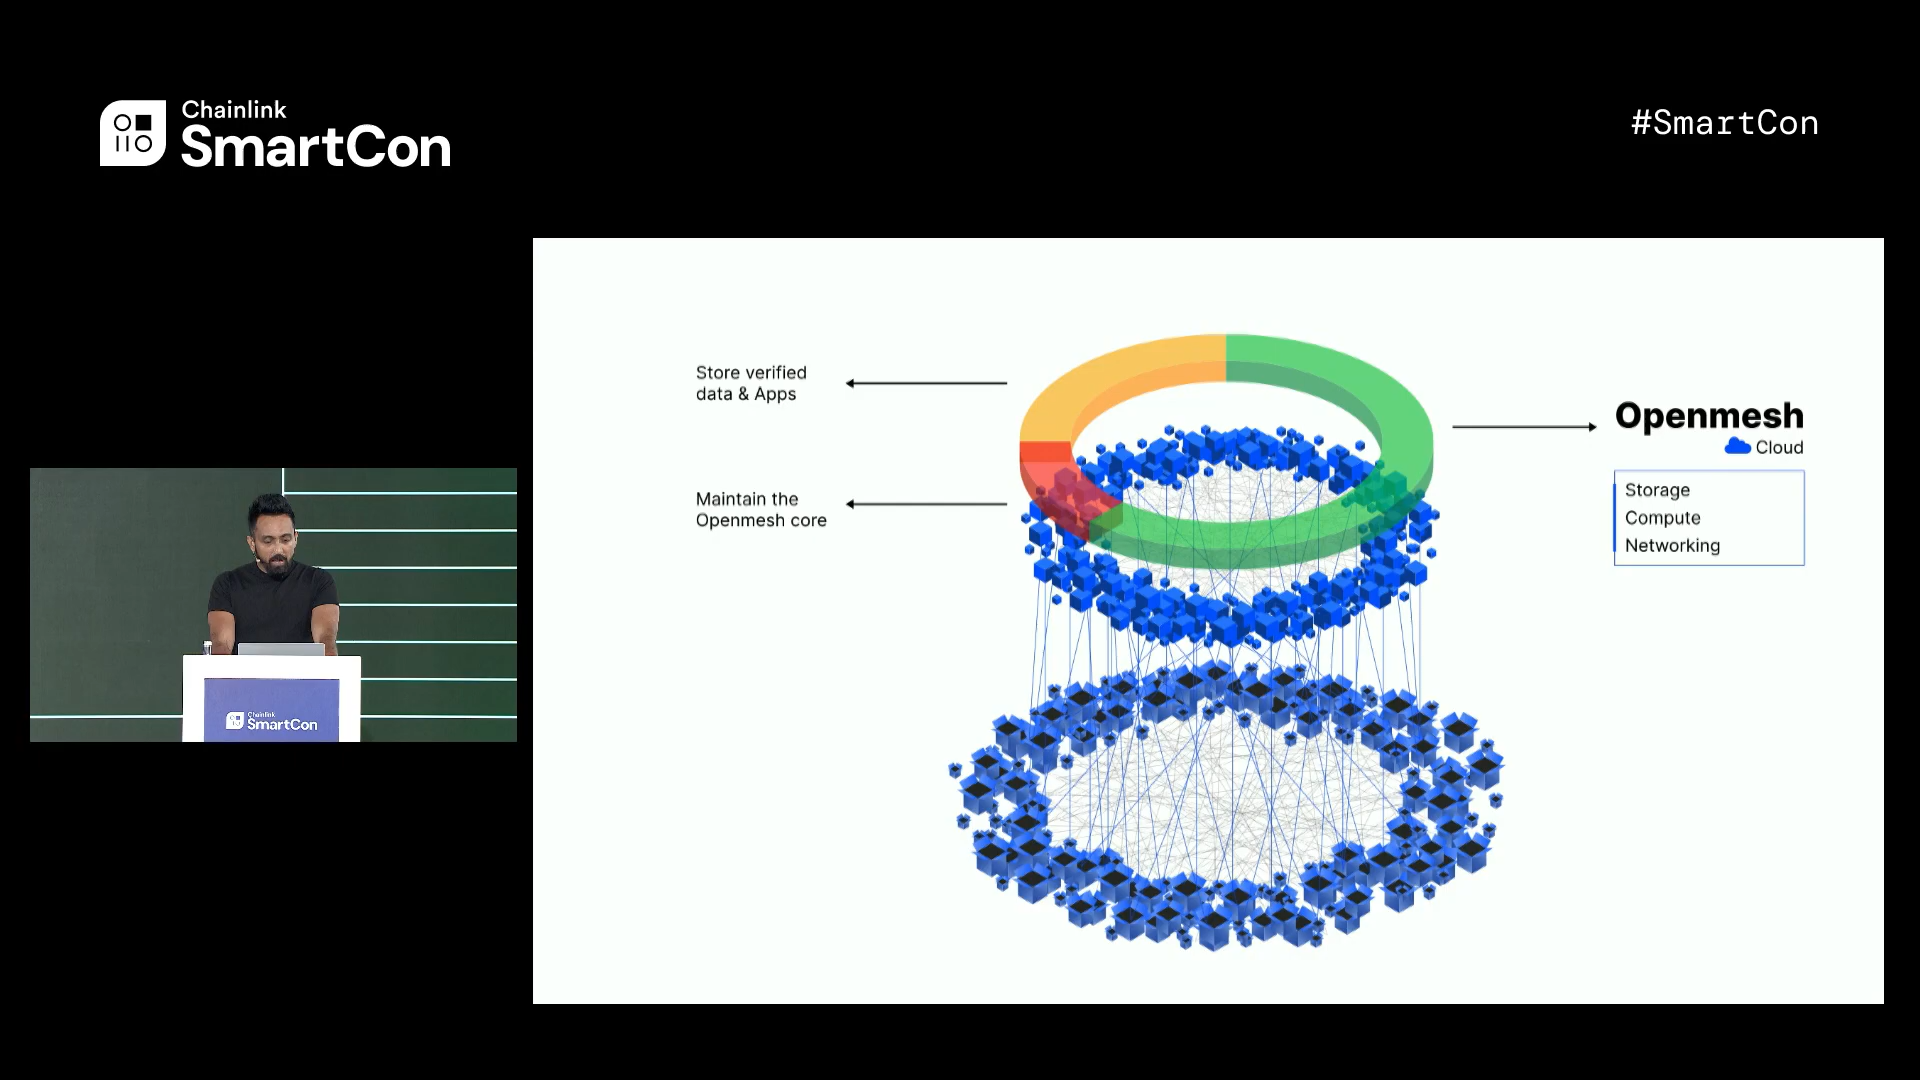 Chainlink
SmartCon
#SmartCon
Store verified
data & Apps
Maintain the
Openmesh core
Openmesh
Cloud
Storage
Compute
Networking
Chainlink
SmartCon